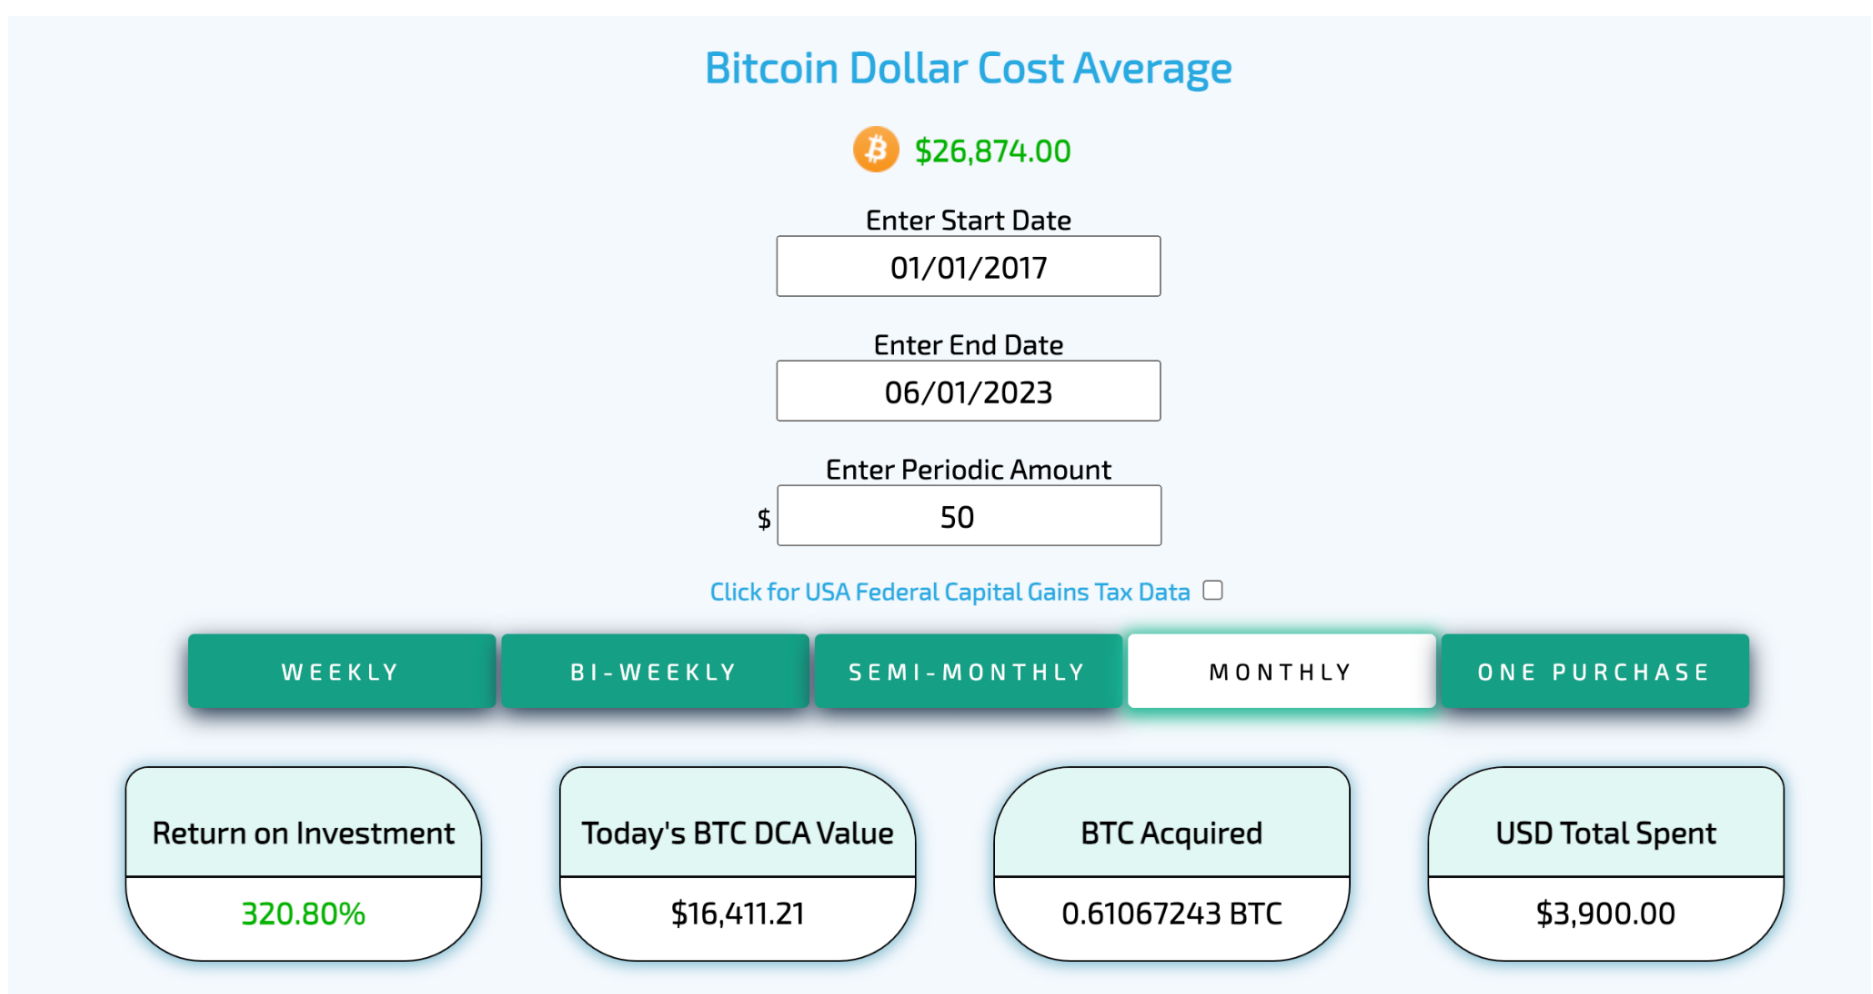 Bitcoin Dollar Cost Average
$26,874.00
Enter Start Date
01/01/2017
Enter End Date
06/01/2023
Enter Periodic Amount
$ 50
Click for USA Federal Capital Gains Tax Data
WEEKLY BI-WEEKLY SEMI-MONTHLY MONTHLY ONE PURCHASE
Return on Investment Today's BTC DCA Value BTC Acquired USD Total Spent
320.80% $16,411.21 0.61067243 BTC $3,900.00